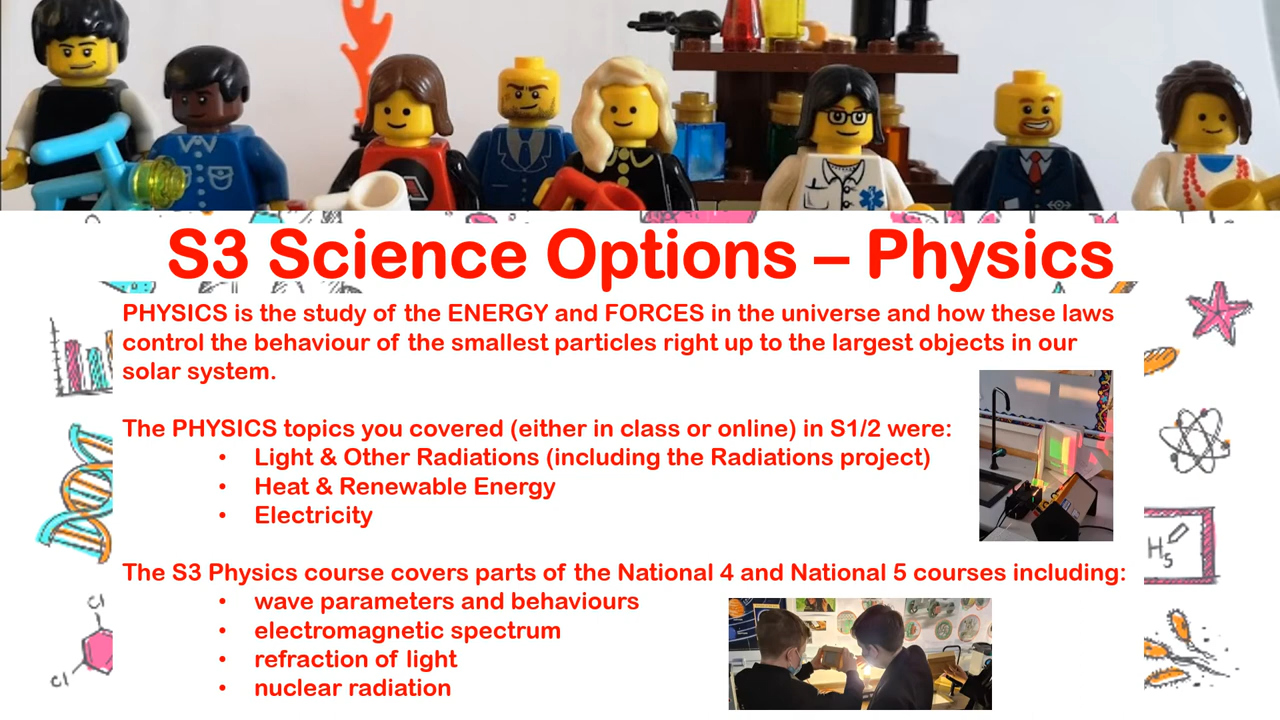 S3 Science Options – Physics
PHYSICS is the study of the ENERGY and FORCES in the universe and how these laws
control the behaviour of the smallest particles right up to the largest objects in our
solar system.
The PHYSICS topics you covered (either in class or online) in S1/2 were:
• Light & Other Radiations (including the Radiations project)
• Heat & Renewable Energy
• Electricity
The S3 Physics course covers parts of the National 4 and National 5 courses including:
• wave parameters and behaviours
• electromagnetic spectrum
• refraction of light
• nuclear radiation
H5
Cl
Cl